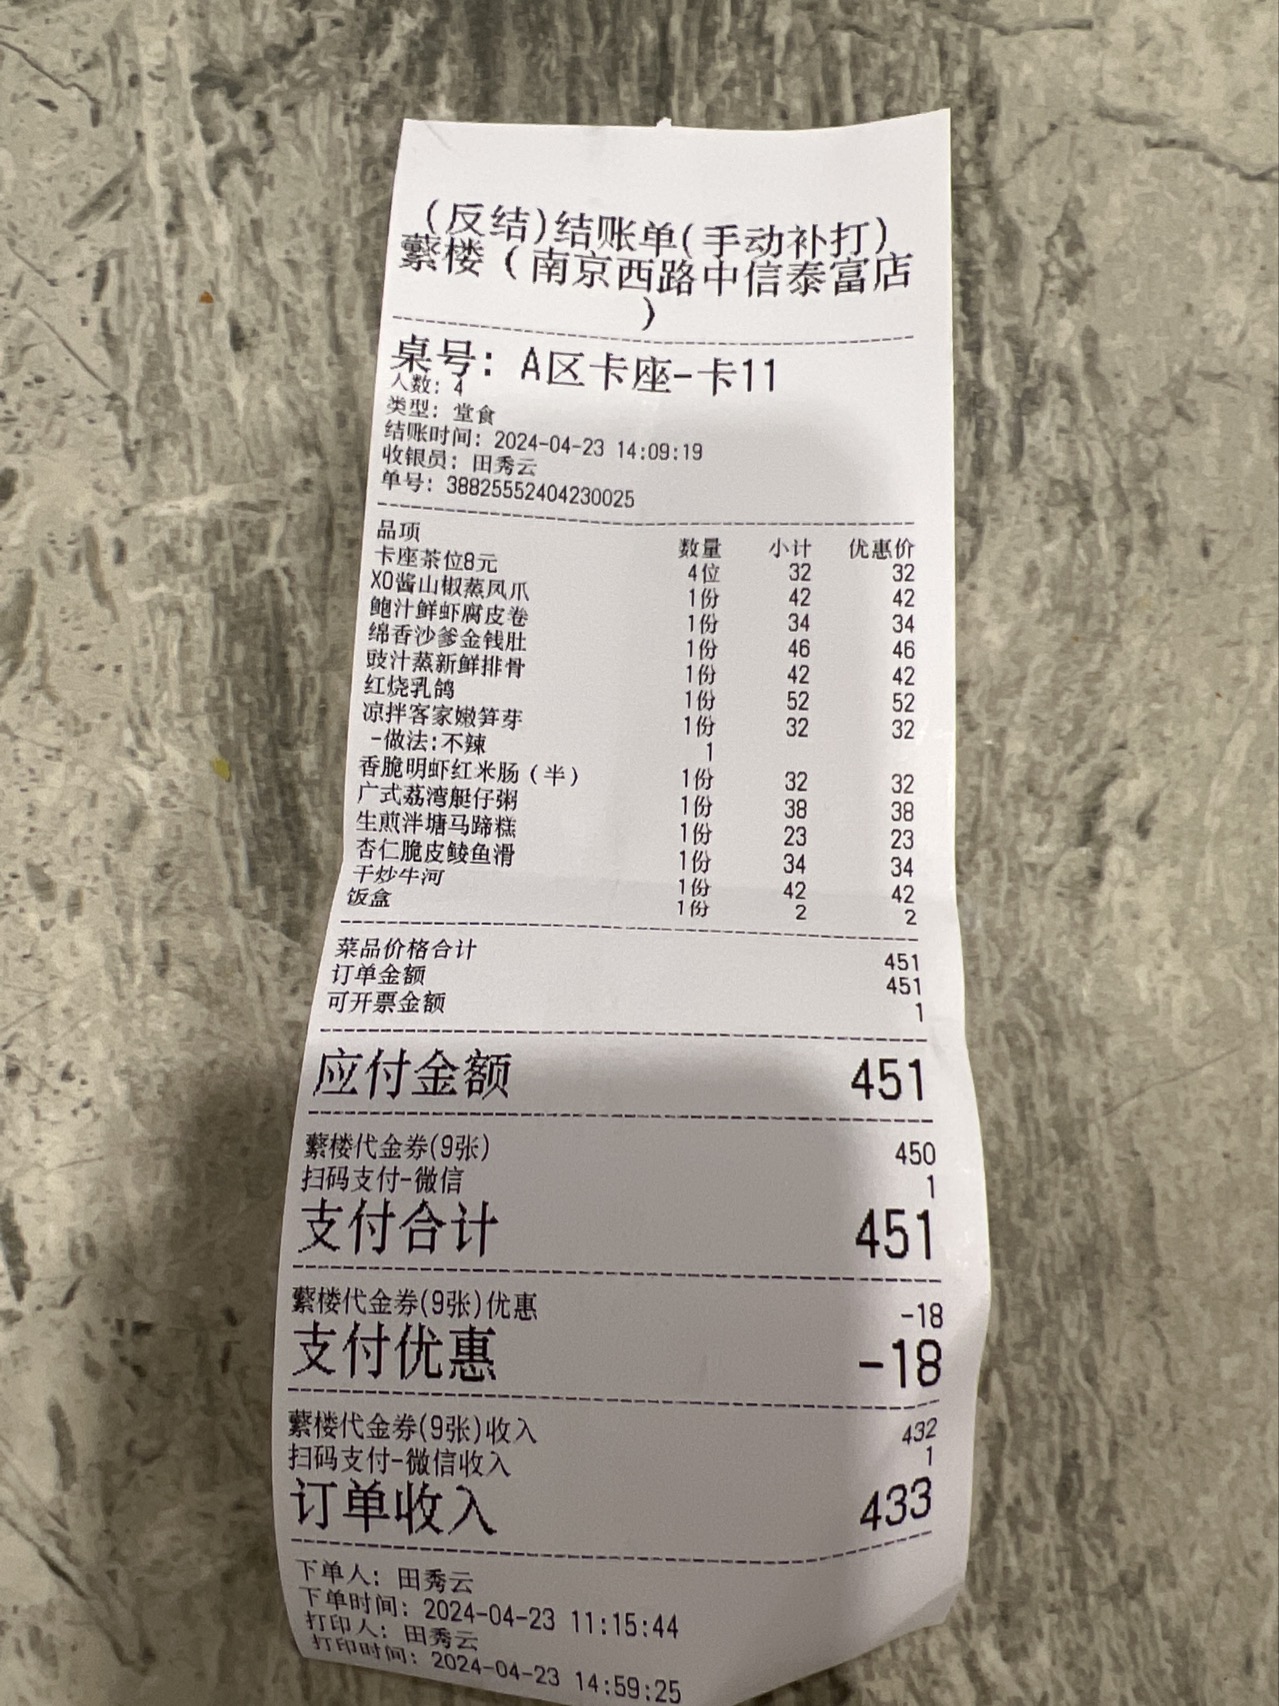 (反结)结账单(手动补打)
蘩楼(南京西路中信泰富店
)
桌号: A区卡座-卡11
人数: 4
类型: 堂食
结账时间: 2024-04-23 14:09:19
收银员: 田秀云
单号: 38825552404230025
品项 数量 小计 优惠价
卡座茶位8元 4位 32 32
XO酱山椒蒸凤爪 1份 42 42
鲍汁鲜虾腐皮卷 1份 34 34
绵香沙爹金钱肚 1份 46 46
豉汁蒸新鲜排骨 1份 42 42
红烧乳鸽 1份 52 52
凉拌客家嫩笋芽 1份 32 32
-做法:不辣 1
香脆明虾红米肠(半) 1份 32 32
广式荔湾艇仔粥 1份 38 38
生煎泮塘马蹄糕 1份 23 23
杏仁脆皮鲮鱼滑 1份 34 34
干炒牛河 1份 42 42
饭盒 1份 2 2
菜品价格合计 451
订单金额 451
可开票金额 1
应付金额 451
蘩楼代金券(9张) 450
扫码支付-微信 1
支付合计 451
蘩楼代金券(9张)优惠 -18
支付优惠 -18
蘩楼代金券(9张)收入 432
扫码支付-微信收入 1
订单收入 433
下单人: 田秀云
下单时间: 2024-04-23 11:15:44
打印人: 田秀云
打印时间: 2024-04-23 14:59:25